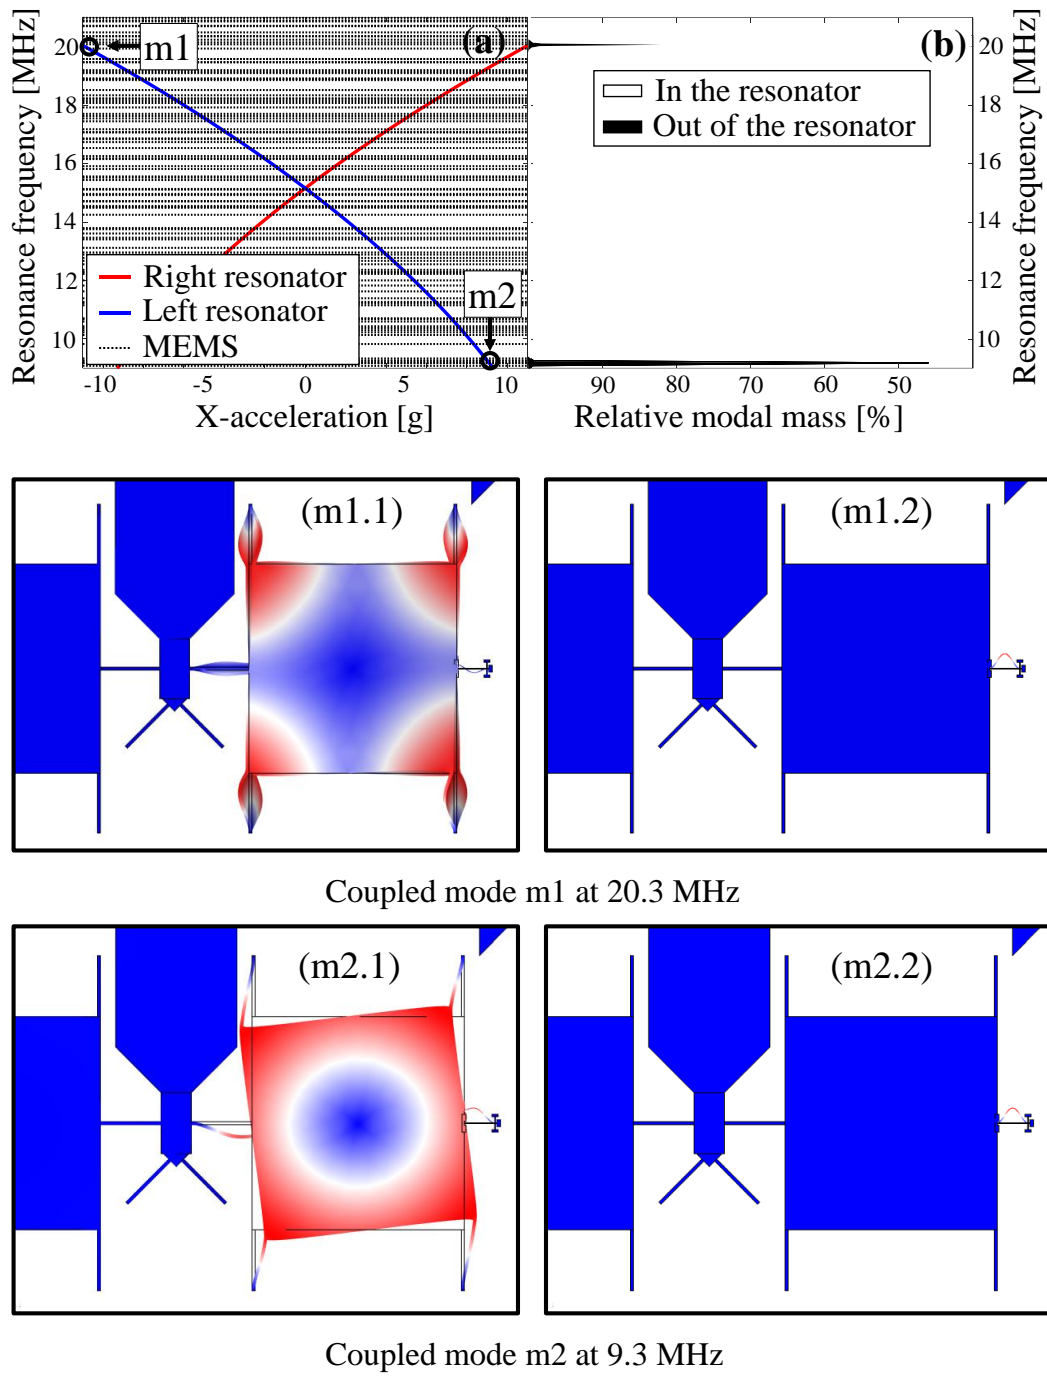 Resonance frequency [MHz]
20
18
16
14
12
10
m1
(a)
Right resonator
Left resonator
MEMS
m2
-10
-5
0
5
10
X-acceleration [g]
(b)
In the resonator
Out of the resonator
90
80
70
60
50
Relative modal mass [%]
20
18
16
14
12
10
Resonance frequency [MHz]
(m1.1)
(m1.2)
Coupled mode m1 at 20.3 MHz
(m2.1)
(m2.2)
Coupled mode m2 at 9.3 MHz